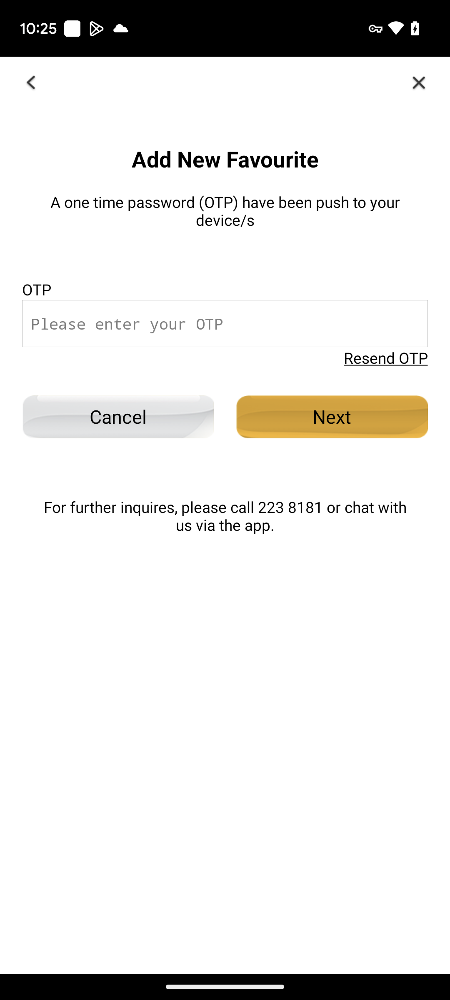 10:25
Add New Favourite
A one time password (OTP) have been push to your
device/s
OTP
Please enter your OTP
Resend OTP
Cancel
Next
For further inquires, please call 223 8181 or chat with
us via the app.